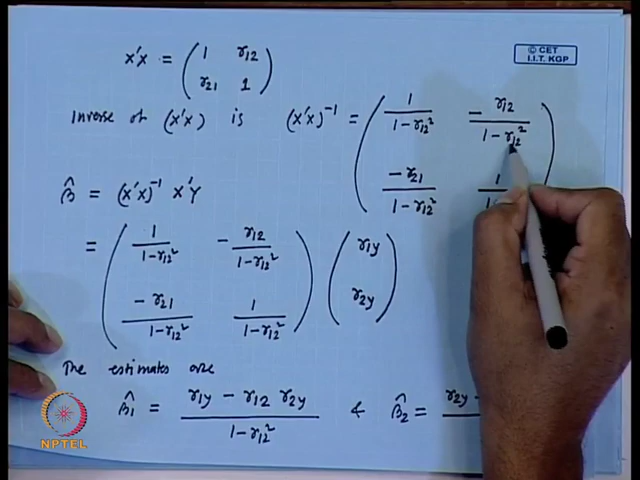 © CET
I.I.T. KGP
x'x = ( 1 r12
r21 1 )
Inverse of (x'x) is (x'x)^-1 = ( 1/(1-r12²) -r12/(1-r12²)
-r21/(1-r12²) 1/1 )
β̂ = (x'x)^-1 x'Y
= ( 1/(1-r12²) -r12/(1-r12²) ) ( r1y
-r21/(1-r12²) 1/(1-r12²) ) r2y )
The estimates are
β̂1 = (r1y - r12 r2y)/(1-r12²) & β̂2 = r2y -
NPTEL